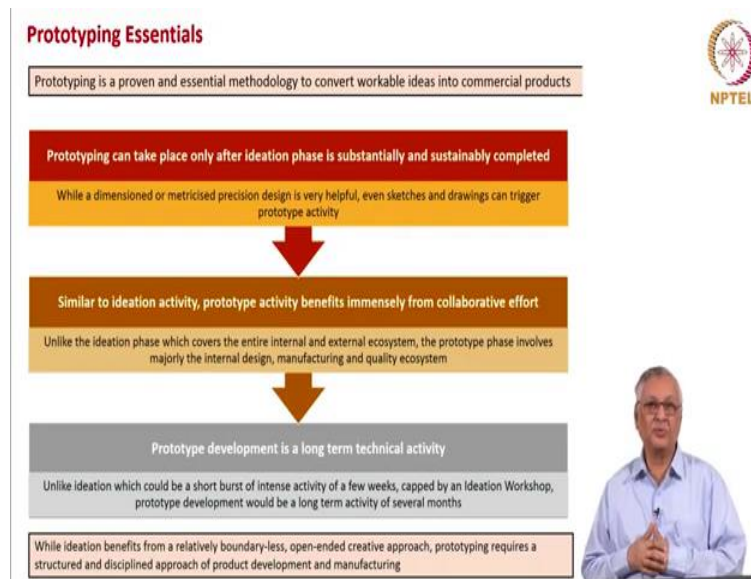 Prototyping Essentials
Prototyping is a proven and essential methodology to convert workable ideas into commercial products
NPTEL
Prototyping can take place only after ideation phase is substantially and sustainably completed
While a dimensioned or metricised precision design is very helpful, even sketches and drawings can trigger
prototype activity
Similar to ideation activity, prototype activity benefits immensely from collaborative effort
Unlike the ideation phase which covers the entire internal and external ecosystem, the prototype phase involves
majorly the internal design, manufacturing and quality ecosystem
Prototype development is a long term technical activity
Unlike ideation which could be a short burst of intense activity of a few weeks, capped by an Ideation Workshop,
prototype development would be a long term activity of several months
While ideation benefits from a relatively boundary-less, open-ended creative approach, prototyping requires a
structured and disciplined approach of product development and manufacturing